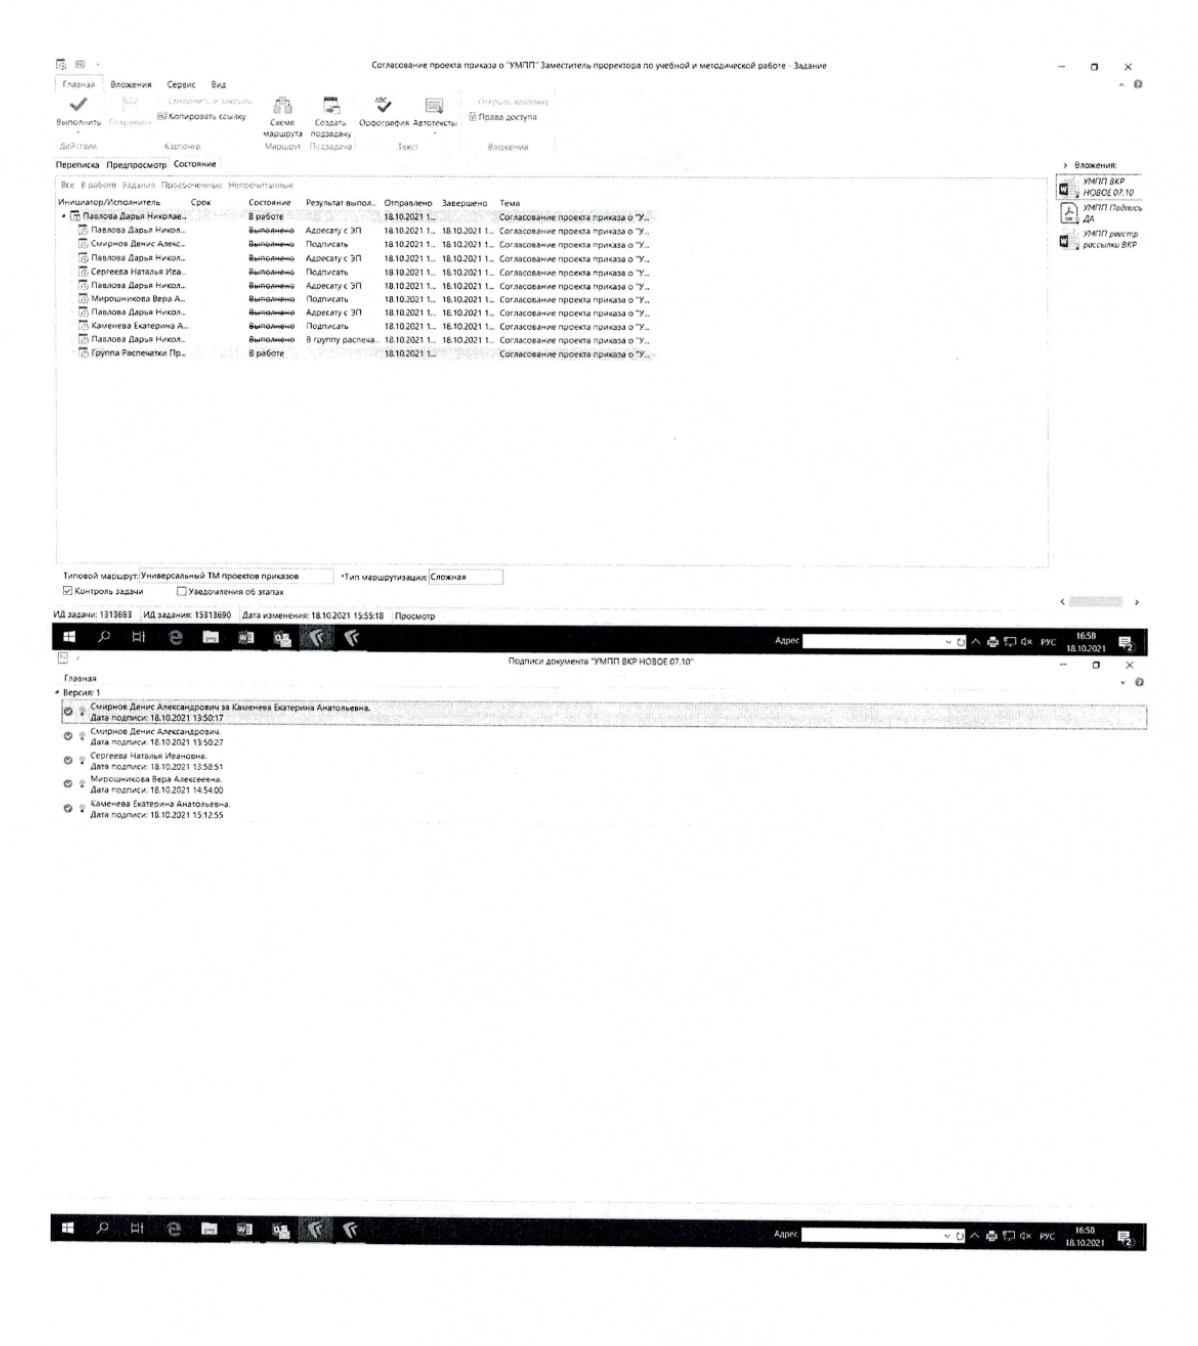 Согласование проекта приказа о "УМПП" Заместитель проректора по учебной и методической работе - Задание
Главная Вложения Сервис Вид
Выполнить Сохранить Сохранить и закрыть Копировать ссылку Схема маршрута Создать подзадачу Орфография Автотексты Открыть карточку Права доступа
Действия Карточка Маршрут Подзадача Текст Вложения
Переписка Предпросмотр Состояние
Все В работе Задания Просроченные Непрочитанные
Инициатор/Исполнитель Срок Состояние Результат выпол... Отправлено Завершено Тема
Павлова Дарья Николае... В работе 18.10.2021 1... Согласование проекта приказа о "У...
Павлова Дарья Никол... Выполнено Адресату с ЭП 18.10.2021 1... 18.10.2021 1... Согласование проекта приказа о "У...
Смирнов Денис Алекс... Выполнено Подписать 18.10.2021 1... 18.10.2021 1... Согласование проекта приказа о "У...
Павлова Дарья Никол... Выполнено Адресату с ЭП 18.10.2021 1... 18.10.2021 1... Согласование проекта приказа о "У...
Сергеева Наталья Ива... Выполнено Подписать 18.10.2021 1... 18.10.2021 1... Согласование проекта приказа о "У...
Павлова Дарья Никол... Выполнено Адресату с ЭП 18.10.2021 1... 18.10.2021 1... Согласование проекта приказа о "У...
Мирошникова Вера А... Выполнено Подписать 18.10.2021 1... 18.10.2021 1... Согласование проекта приказа о "У...
Павлова Дарья Никол... Выполнено Адресату с ЭП 18.10.2021 1... 18.10.2021 1... Согласование проекта приказа о "У...
Каменева Екатерина А... Выполнено Подписать 18.10.2021 1... 18.10.2021 1... Согласование проекта приказа о "У...
Павлова Дарья Никол... Выполнено В группу распеча... 18.10.2021 1... 18.10.2021 1... Согласование проекта приказа о "У...
Группа Распечатки Пр... В работе 18.10.2021 1... Согласование проекта приказа о "У...
Вложения:
УМПП ВКР
НОВОЕ 07.10
УМПП Подпись
ДА
УМПП реестр
рассылки ВКР
Типовой маршрут: Универсальный ТМ проектов приказов *Тип маршрутизации: Сложная
Контроль задачи Уведомления об этапах
ИД задачи: 1313683 ИД задания: 15313690 Дата изменения: 18.10.2021 15:55:18 Просмотр
Адрес РУС 16:58
18.10.2021
Подписи документа "УМПП ВКР НОВОЕ 07.10"
Главная
Версия: 1
Смирнов Денис Александрович за Каменева Екатерина Анатольевна.
Дата подписи: 18.10.2021 13:50:17
Смирнов Денис Александрович.
Дата подписи: 18.10.2021 13:50:27
Сергеева Наталья Ивановна.
Дата подписи: 18.10.2021 13:58:51
Мирошникова Вера Алексеевна.
Дата подписи: 18.10.2021 14:54:00
Каменева Екатерина Анатольевна.
Дата подписи: 18.10.2021 15:12:55
Адрес РУС 16:58
18.10.2021